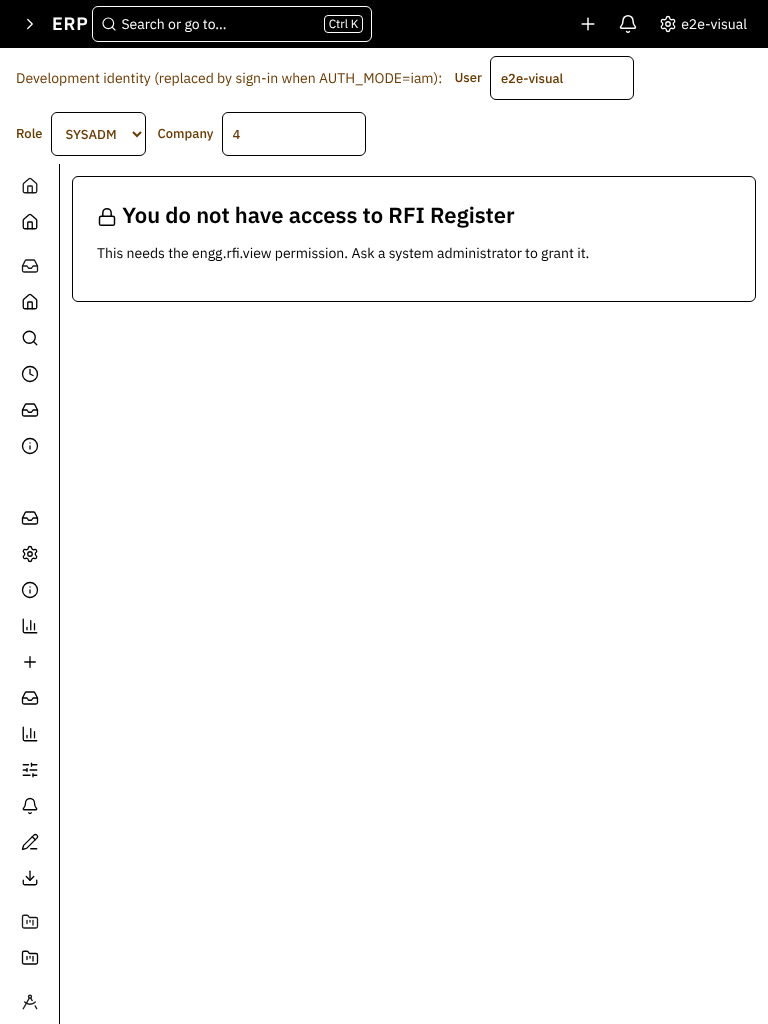 ERP Search or go to... Ctrl K e2e-visual
Development identity (replaced by sign-in when AUTH_MODE=iam): User e2e-visual
Role SYSADM Company 4
You do not have access to RFI Register
This needs the engg.rfi.view permission. Ask a system administrator to grant it.